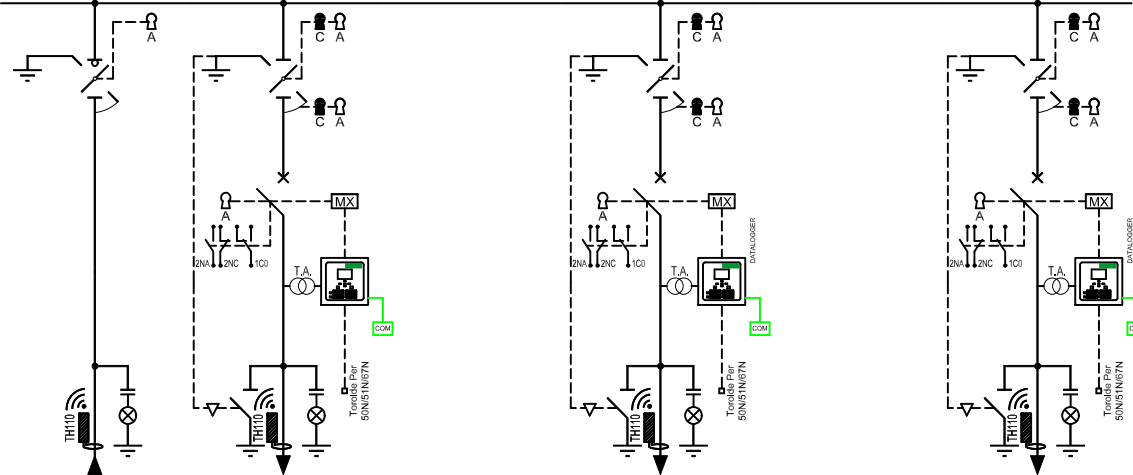 A
C A
C A
C A
C A
C A
C A
A
MX
2NA 2NC 1C0
T.A.
COM
Toroide Per
50N/51N/67N
TH110
TH110
A
MX
DATALOGGER
2NA 2NC 1C0
T.A.
COM
Toroide Per
50N/51N/67N
TH110
A
MX
DATALOGGER
2NA 2NC 1C0
T.A.
Toroide Per
50N/51N/67N
TH110